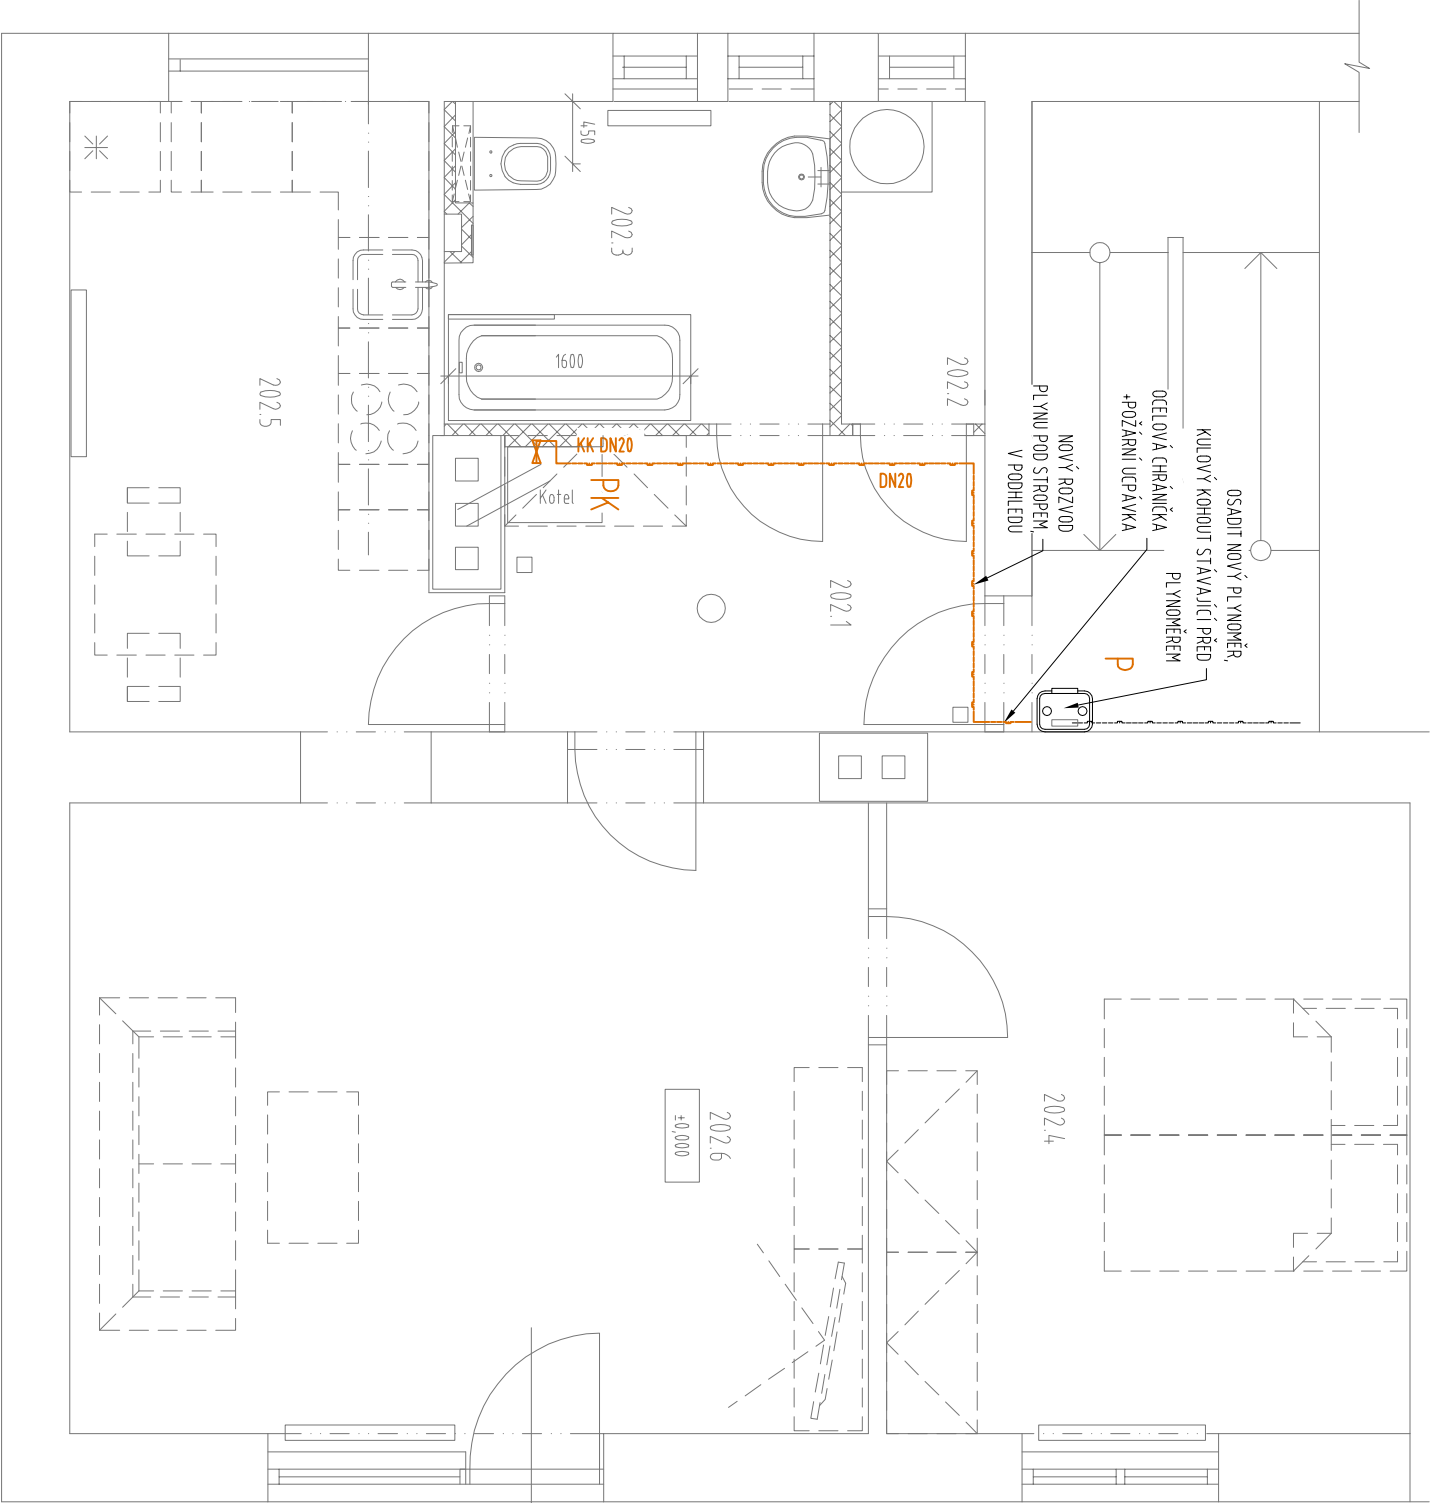 450
202.3
202.2
1600
202.5
OSADIT NOVÝ PLYNOMĚR,
KULOVÝ KOHOUT STÁVAJÍCÍ PŘED
PLYNOMĚREM
OCELOVÁ CHRÁNIČKA
+POŽÁRNÍ UCPÁVKA
NOVÝ ROZVOD
PLYNU POD STROPEM,
V PODHLEDU
KK DN20
DN20
PK
Kotel
202.1
P
202.6
±0,000
202.4